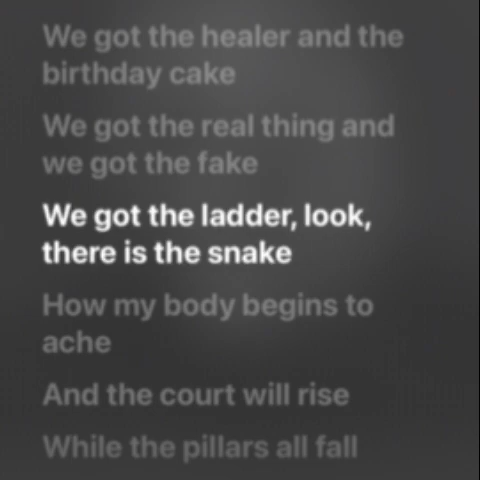 We got the healer and the
birthday cake
We got the real thing and
we got the fake
We got the ladder, look,
there is the snake
How my body begins to
ache
And the court will rise
While the pillars all fall